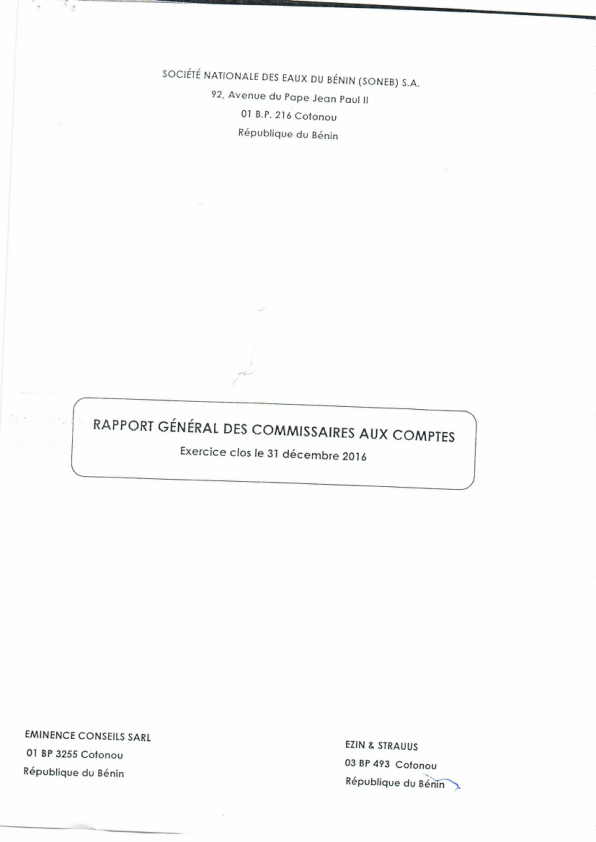 SOCIÉTÉ NATIONALE DES EAUX DU BÉNIN (SONEB) S.A.
92, Avenue du Pape Jean Paul II
01 B.P. 216 Cotonou
République du Bénin
RAPPORT GÉNÉRAL DES COMMISSAIRES AUX COMPTES
Exercice clos le 31 décembre 2016
EMINENCE CONSEILS SARL
01 BP 3255 Cotonou
République du Bénin
EZIN & STRAUUS
03 BP 493 Cotonou
République du Bénin